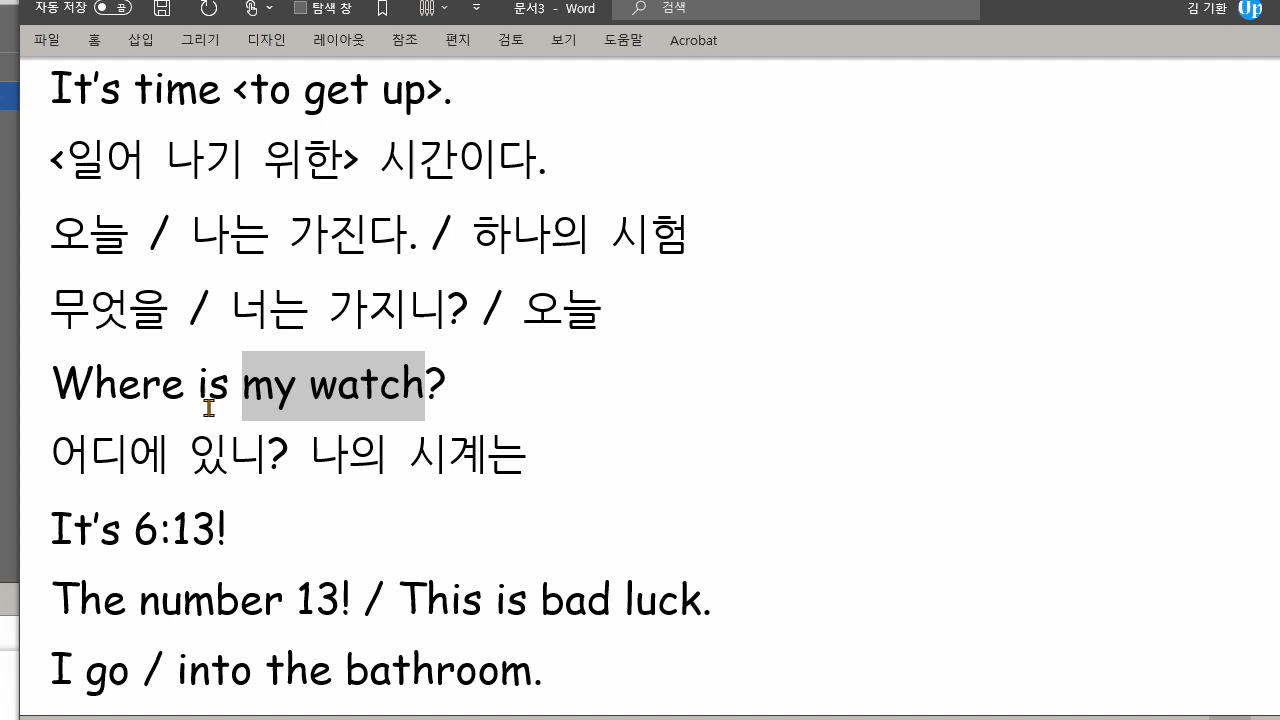 자동 저장 끔 탐색 창 문서3 - Word 검색 김 기환 Up
파일 홈 삽입 그리기 디자인 레이아웃 참조 편지 검토 보기 도움말 Acrobat
It's time <to get up>.
<일어 나기 위한> 시간이다.
오늘 / 나는 가진다. / 하나의 시험
무엇을 / 너는 가지니? / 오늘
Where is my watch?
어디에 있니? 나의 시계는
It's 6:13!
The number 13! / This is bad luck.
I go / into the bathroom.